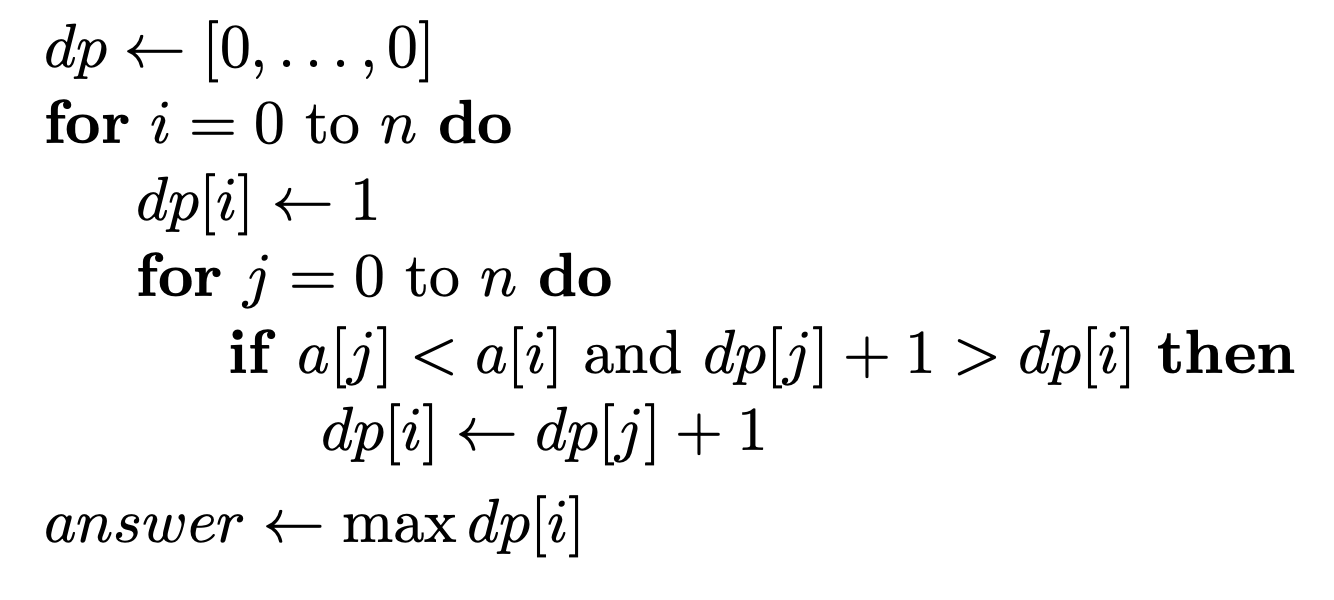 dp ← [0, . . . , 0]
for i = 0 to n do
dp[i] ← 1
for j = 0 to n do
if a[j] < a[i] and dp[j] + 1 > dp[i] then
dp[i] ← dp[j] + 1
answer ← max dp[i]